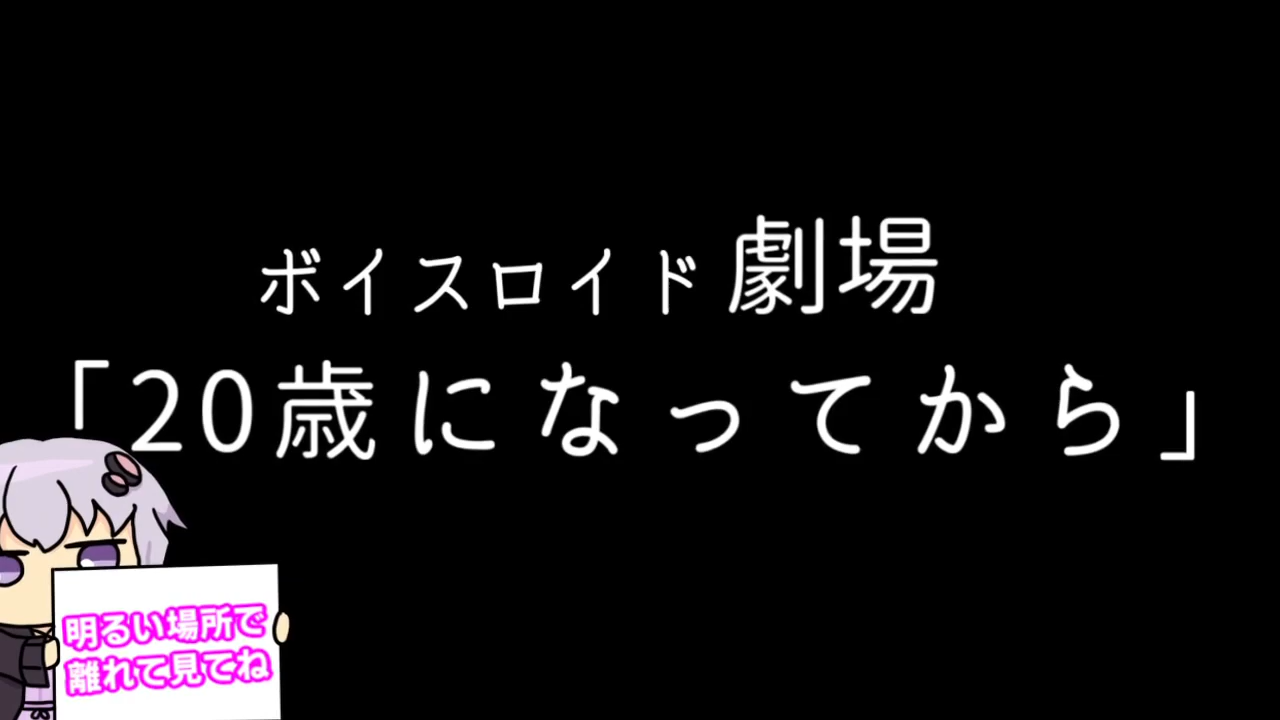 ボイスロイド劇場
「20歳になってから」
明るい場所で
離れて見てね